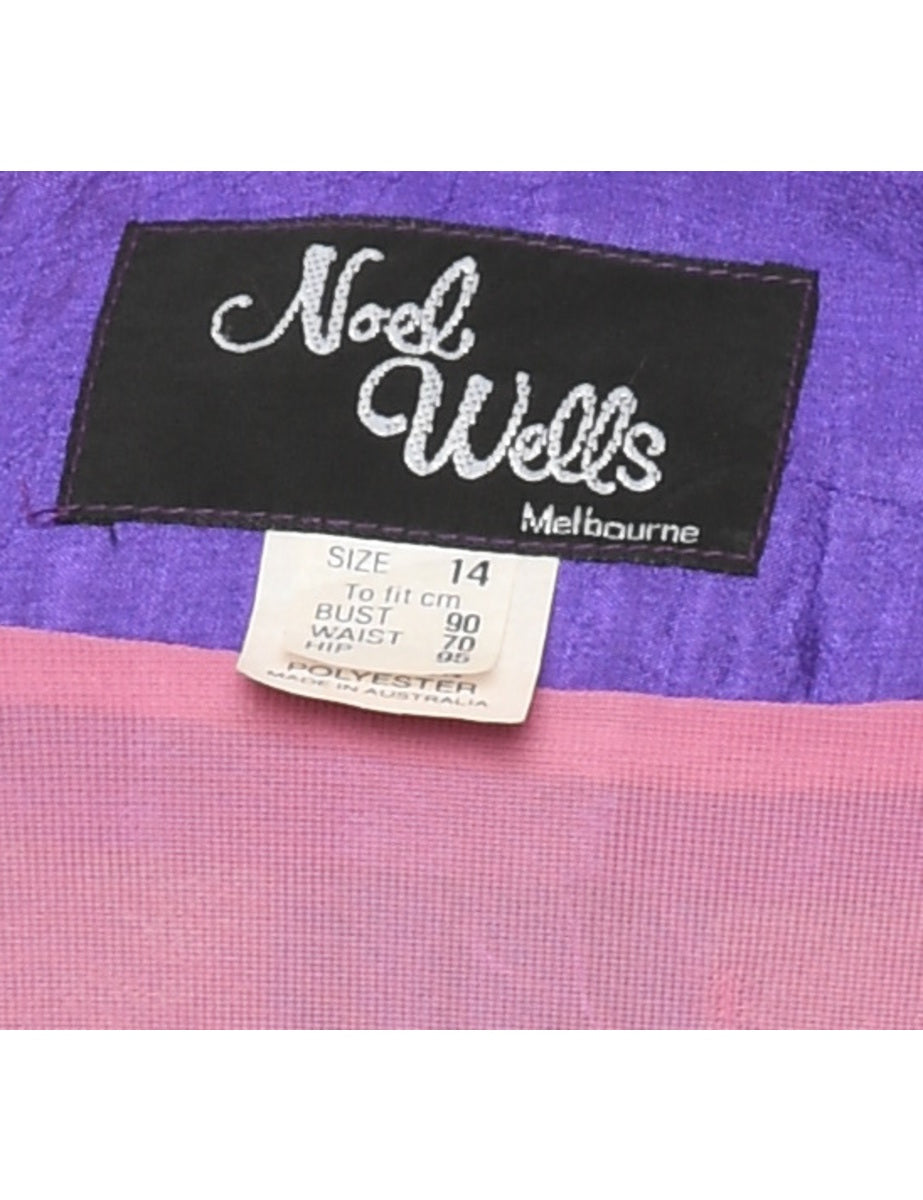 Noel
Wells
Melbourne
SIZE 14
To fit cm
BUST 90
WAIST 70
HIP 95
POLYESTER
MADE IN AUSTRALIA